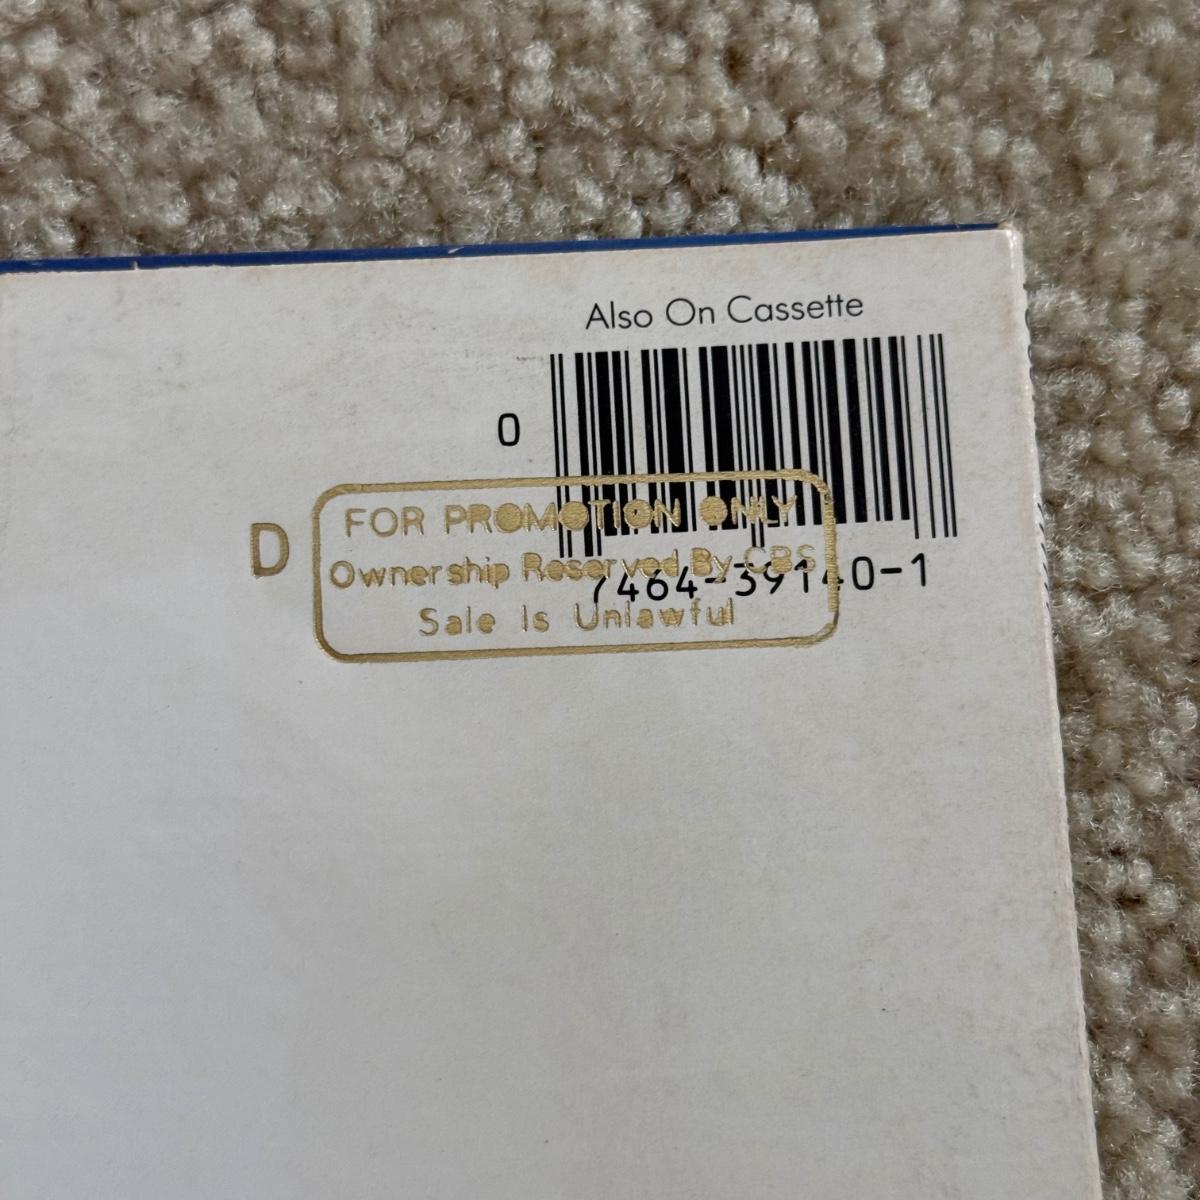 Also On Cassette
0
D
FOR PROMOTION ONLY
Ownership Reserved By CBS
7464-39140-1
Sale Is Unlawful